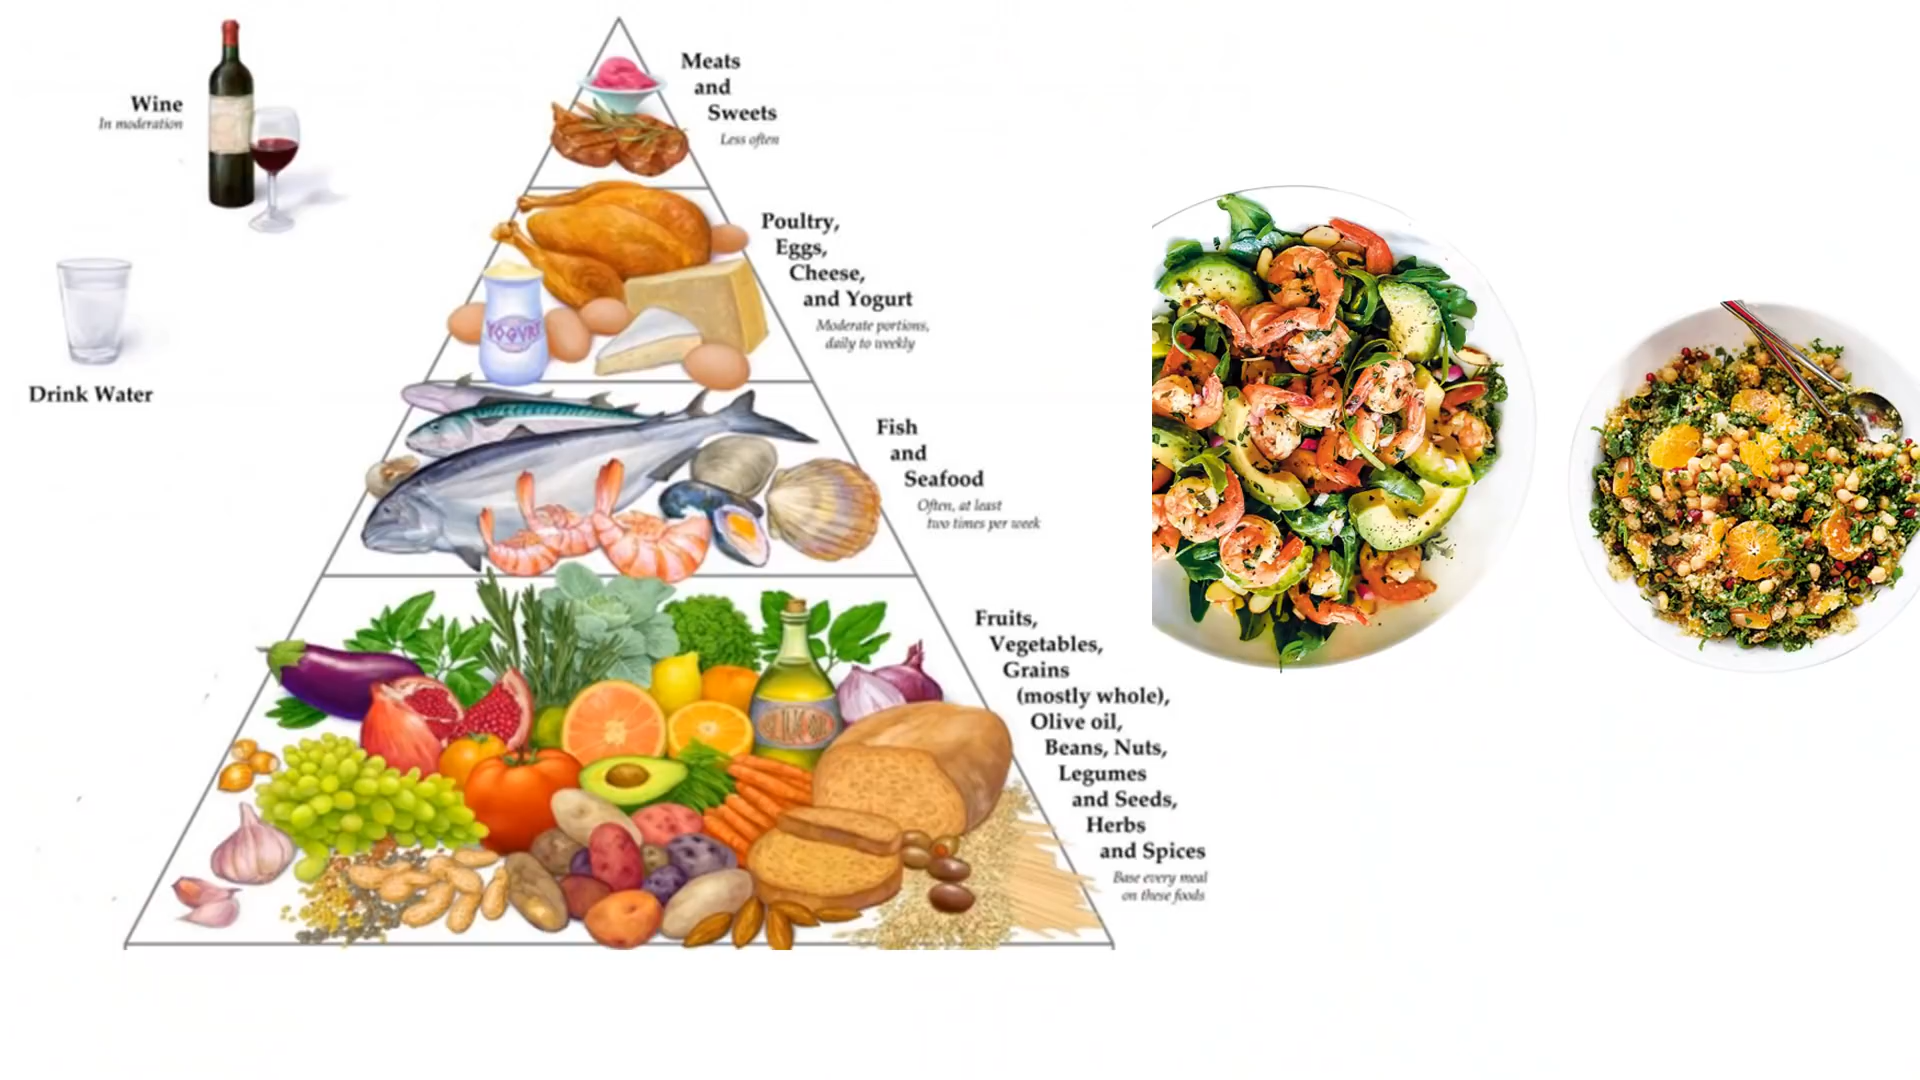 Wine
In moderation
Drink Water
Meats
and
Sweets
Less often
Poultry,
Eggs,
Cheese,
and Yogurt
Moderate portions,
daily to weekly
YOGVRT
Fish
and
Seafood
Often, at least
two times per week
Fruits,
Vegetables,
Grains
(mostly whole),
Olive oil,
Beans, Nuts,
Legumes
and Seeds,
Herbs
and Spices
Base every meal
on these foods